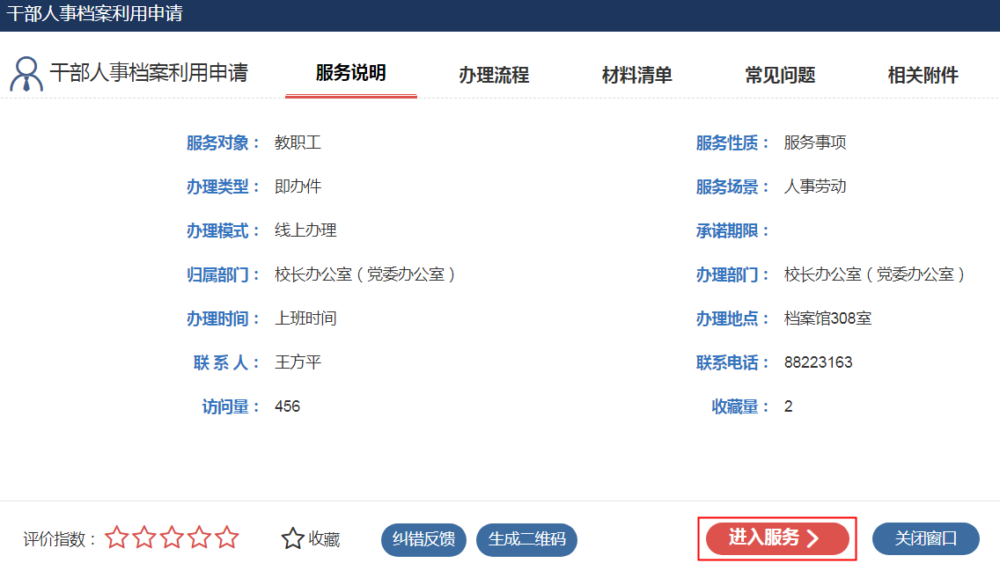 干部人事档案利用申请
干部人事档案利用申请 服务说明 办理流程 材料清单 常见问题 相关附件
服务对象： 教职工 服务性质： 服务事项
办理类型： 即办件 服务场景： 人事劳动
办理模式： 线上办理 承诺期限：
归属部门： 校长办公室（党委办公室） 办理部门： 校长办公室（党委办公室）
办理时间： 上班时间 办理地点： 档案馆308室
联 系 人： 王方平 联系电话： 88223163
访问量： 456 收藏量： 2
评价指数： 收藏 纠错反馈 生成二维码 进入服务 关闭窗口